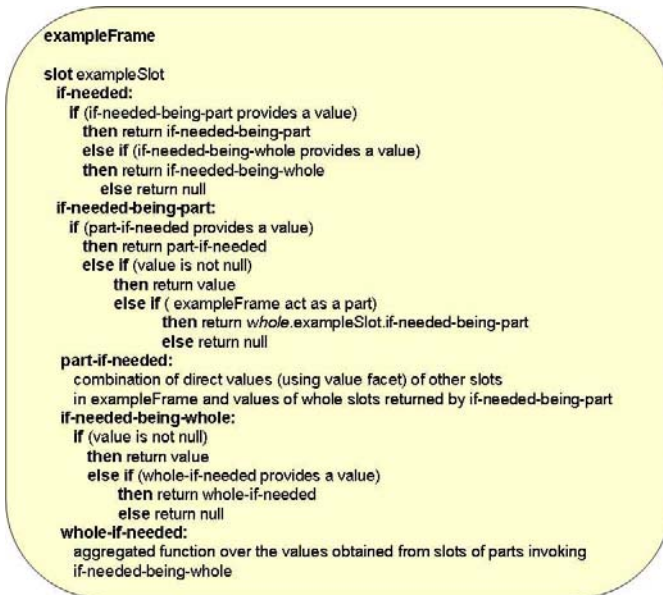 exampleFrame
slot exampleSlot
if-needed:
if (if-needed-being-part provides a value)
then return if-needed-being-part
else if (if-needed-being-whole provides a value)
then return if-needed-being-whole
else return null
if-needed-being-part:
if (part-if-needed provides a value)
then return part-if-needed
else if (value is not null)
then return value
else if ( exampleFrame act as a part)
then return whole.exampleSlot.if-needed-being-part
else return null
part-if-needed:
combination of direct values (using value facet) of other slots
in exampleFrame and values of whole slots returned by if-needed-being-part
if-needed-being-whole:
if (value is not null)
then return value
else if (whole-if-needed provides a value)
then return whole-if-needed
else return null
whole-if-needed:
aggregated function over the values obtained from slots of parts invoking
if-needed-being-whole